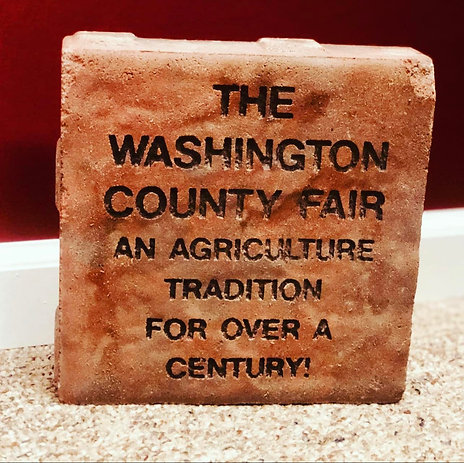 THE
WASHINGTON
COUNTY FAIR
AN AGRICULTURE
TRADITION
FOR OVER A
CENTURY!